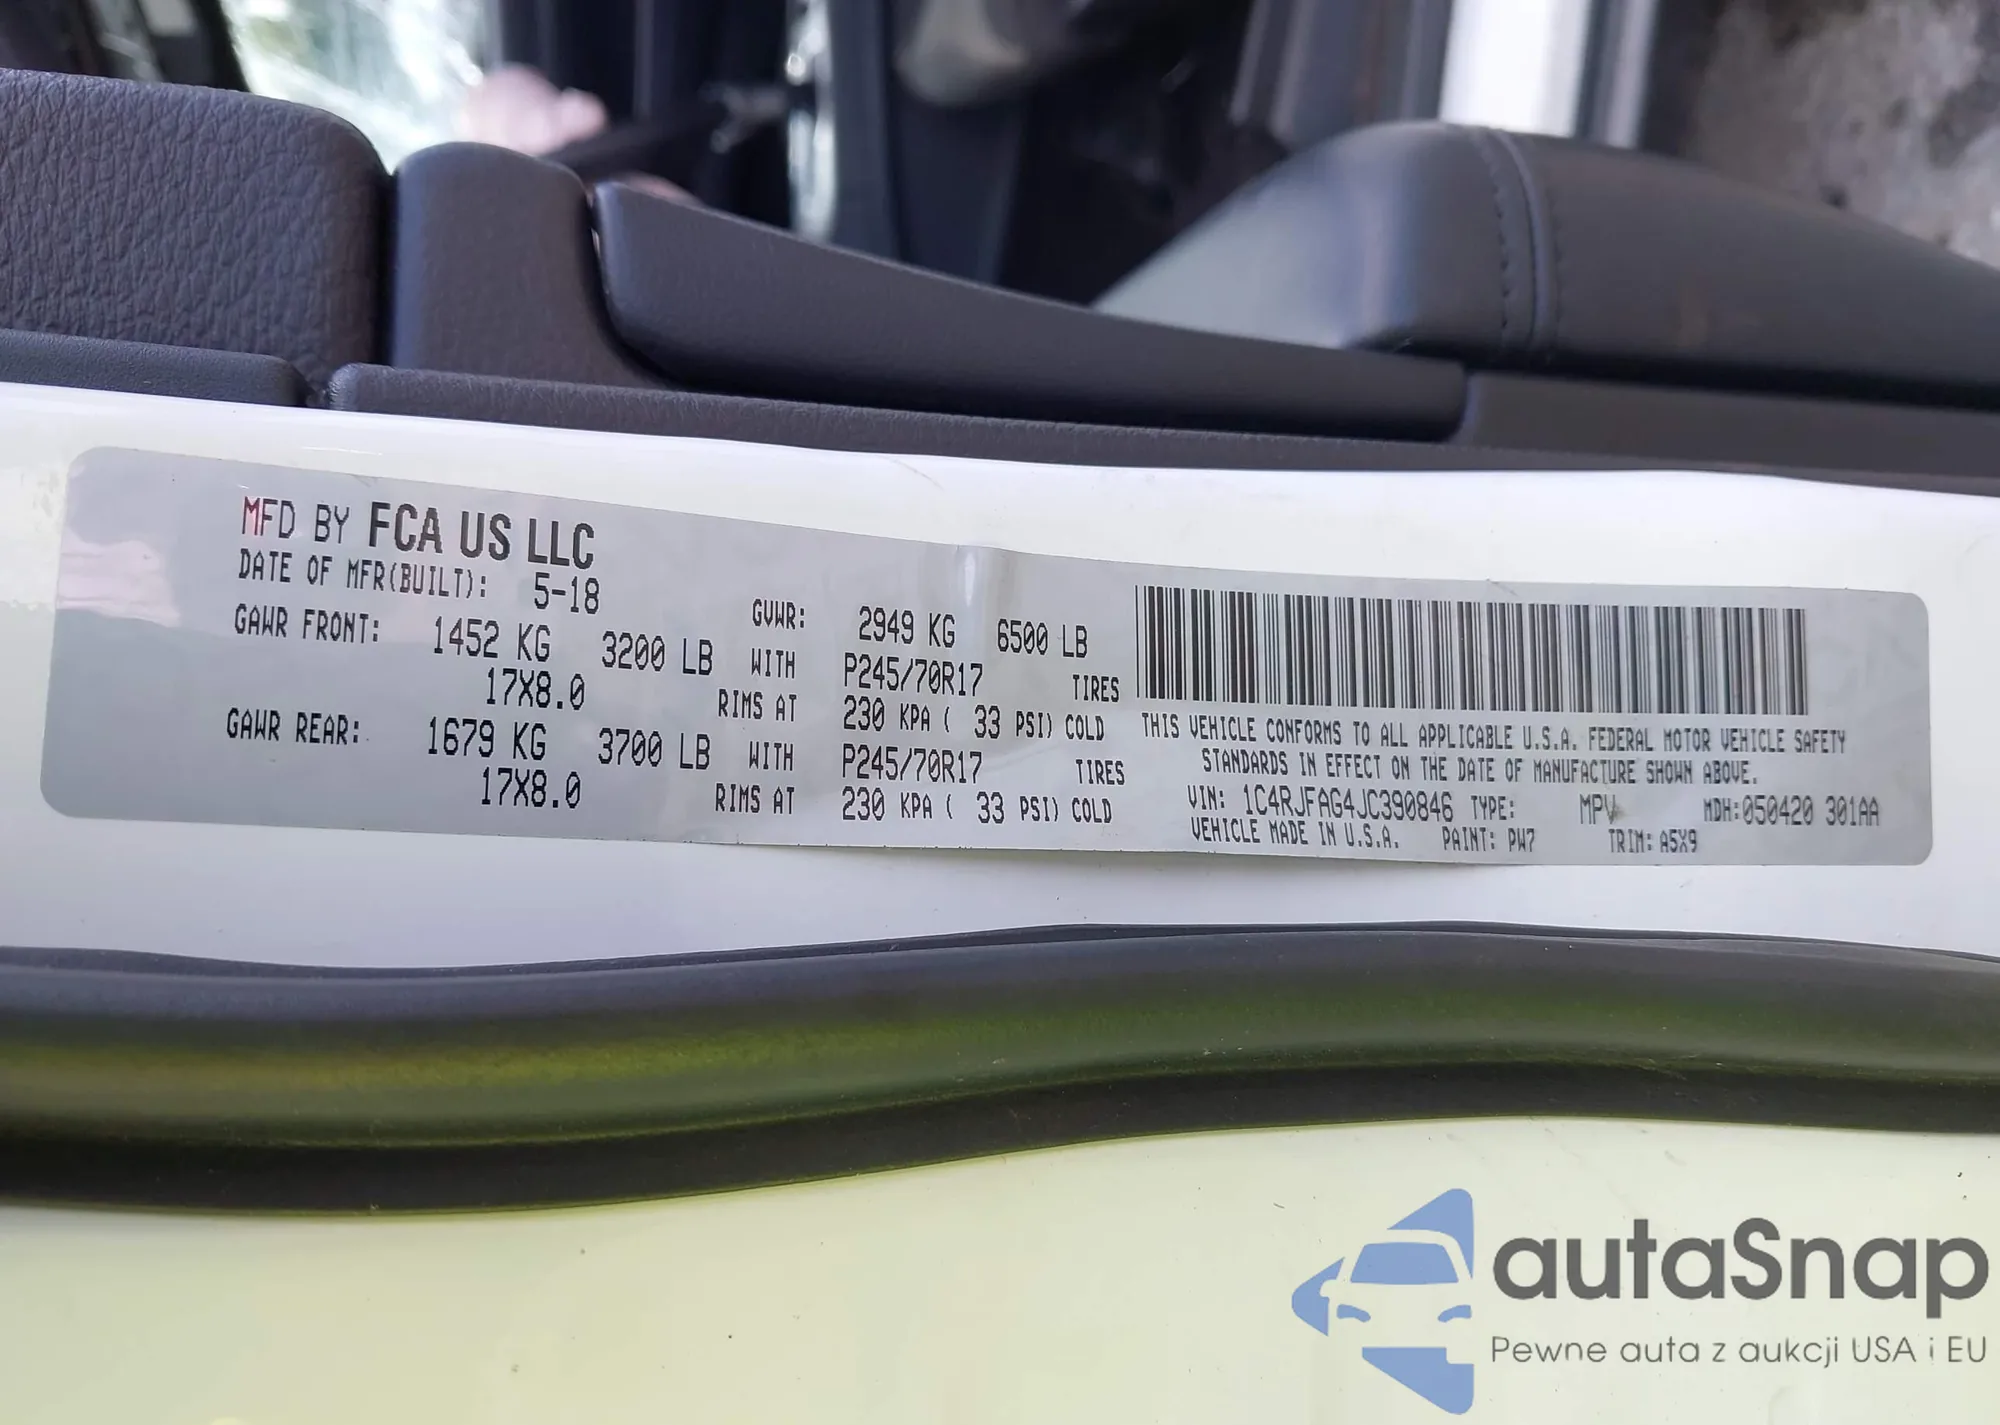 MFD BY FCA US LLC
DATE OF MFR(BUILT): 5-18
GVWR: 2949 KG 6500 LB
GAWR FRONT: 1452 KG 3200 LB WITH P245/70R17 TIRES
17X8.0 RIMS AT 230 KPA ( 33 PSI) COLD
GAWR REAR: 1679 KG 3700 LB WITH P245/70R17 TIRES
17X8.0 RIMS AT 230 KPA ( 33 PSI) COLD
THIS VEHICLE CONFORMS TO ALL APPLICABLE U.S.A. FEDERAL MOTOR VEHICLE SAFETY
STANDARDS IN EFFECT ON THE DATE OF MANUFACTURE SHOWN ABOVE.
VIN: 1C4RJFAG4JC390846 TYPE: MPV MDH:050420 301AA
VEHICLE MADE IN U.S.A. PAINT: PW7 TRIM: A5X9
autaSnap
Pewne auta z aukcji USA i EU